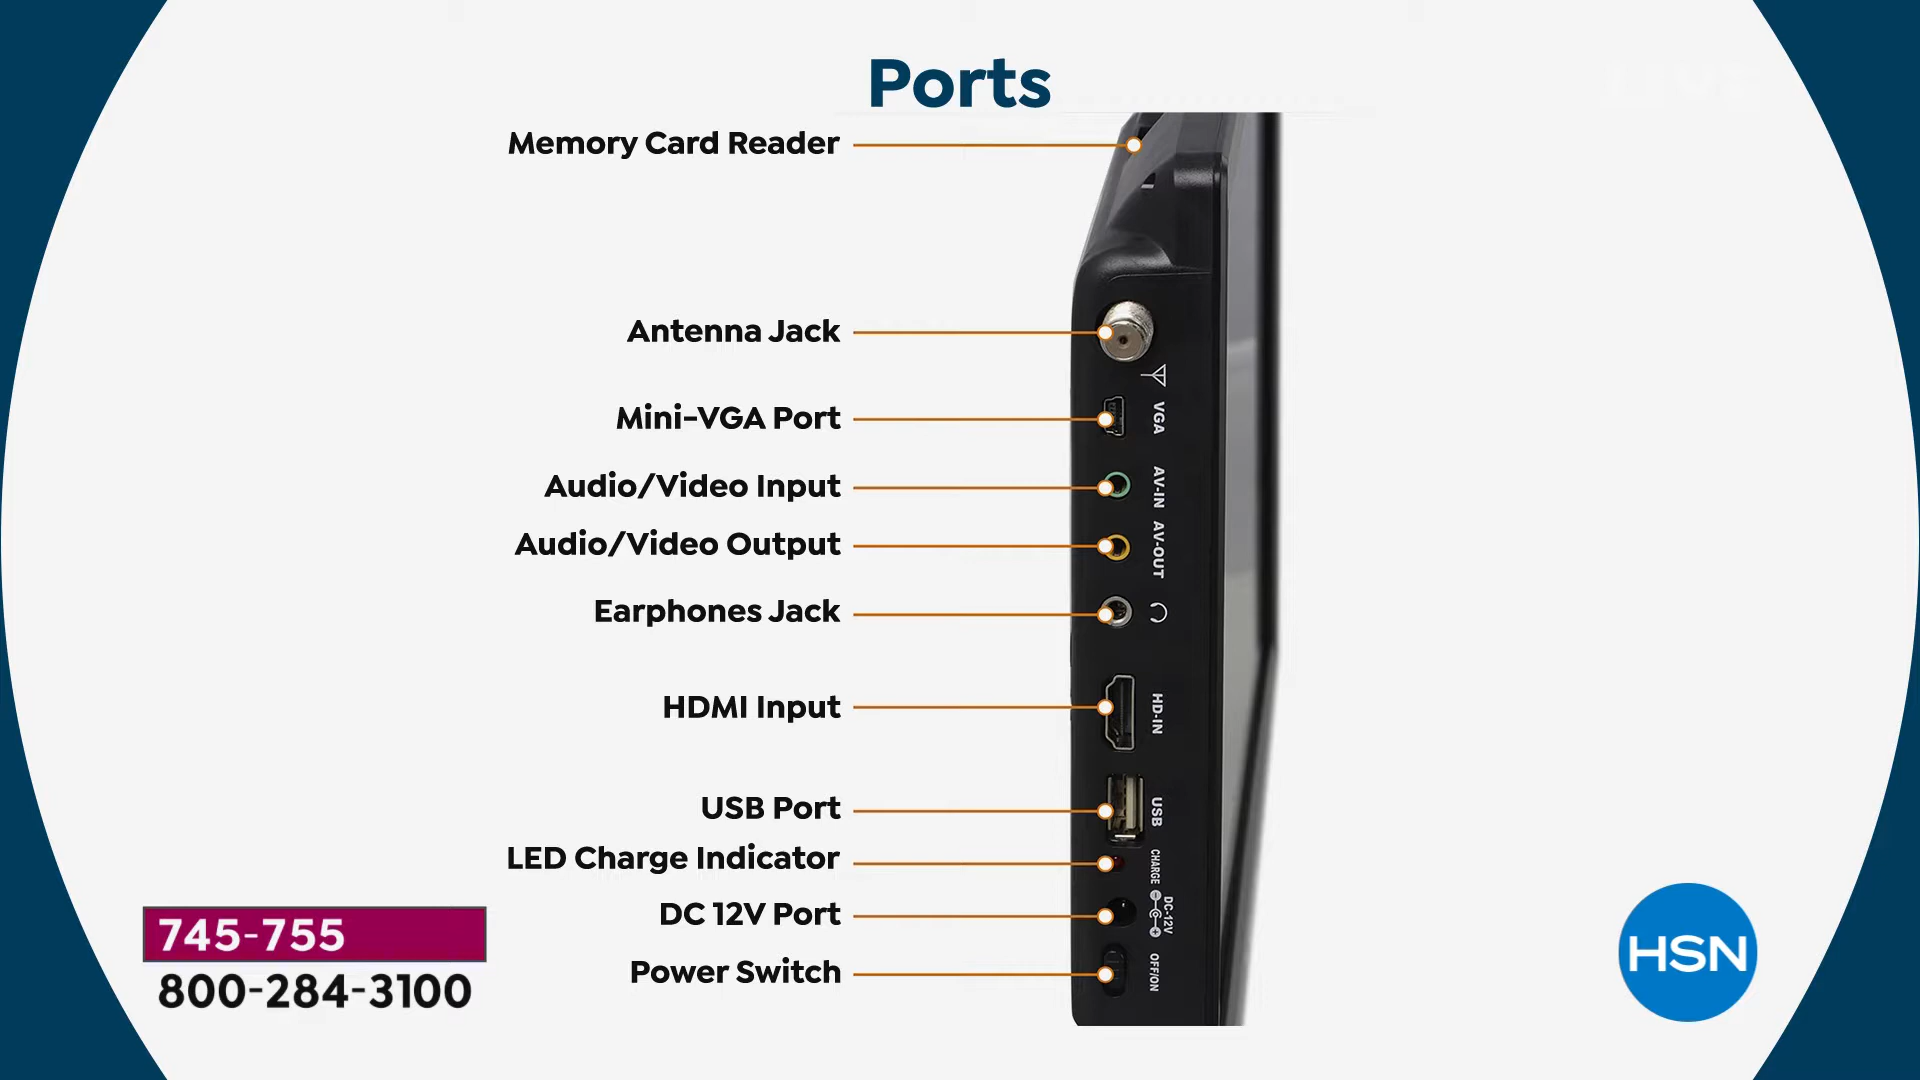 Ports
Memory Card Reader
Antenna Jack
Mini-VGA Port
VGA
Audio/Video Input
AV-IN
Audio/Video Output
AV-OUT
Earphones Jack
HDMI Input
HD-IN
USB Port
USB
LED Charge Indicator
CHARGE
DC 12V Port
DC-12V
Power Switch
OFF/ON
745-755
800-284-3100
HSN